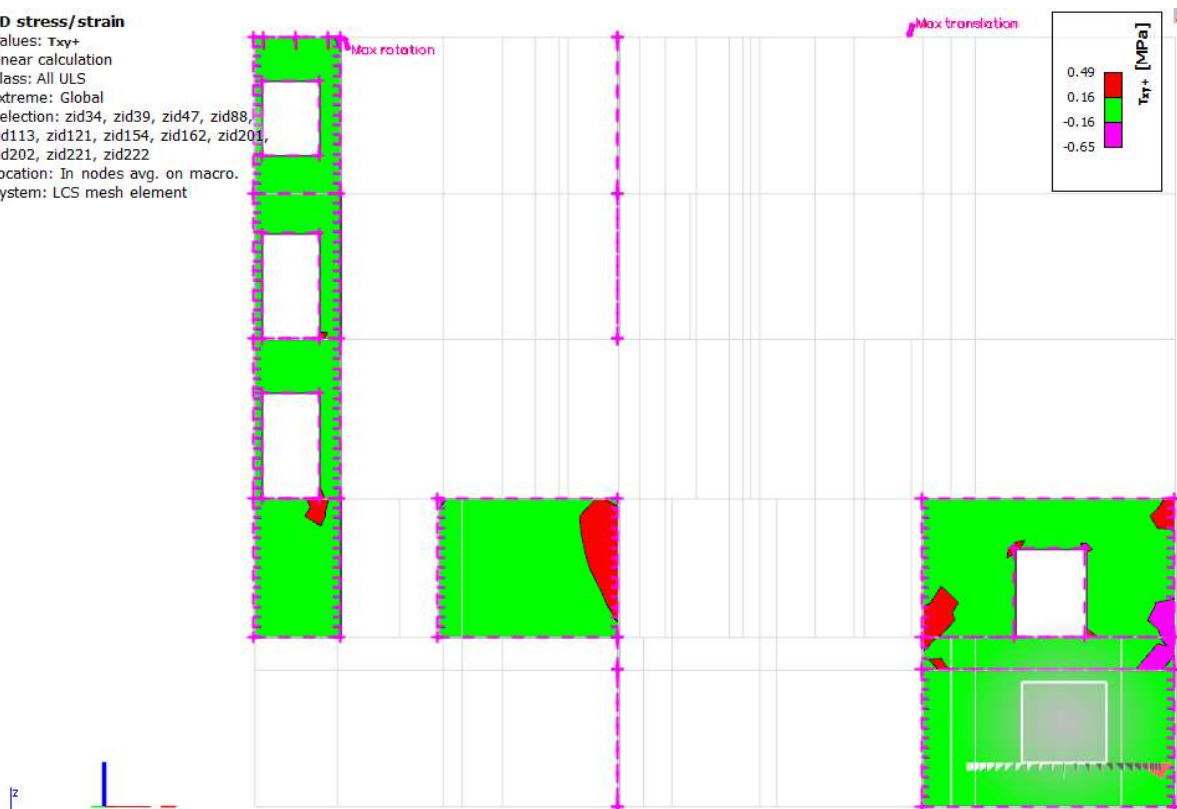 D stress/strain
alues: τxy+
near calculation
lass: All ULS
xtreme: Global
election: zid34, zid39, zid47, zid88,
d113, zid121, zid154, zid162, zid201,
d202, zid221, zid222
ocation: In nodes avg. on macro.
ystem: LCS mesh element
Max rotation
Max translation
τxy+ [MPa]
0.49
0.16
-0.16
-0.65
z